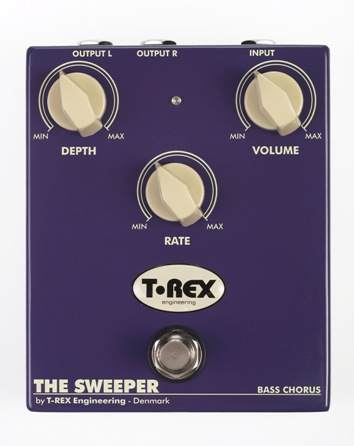 OUTPUT L OUTPUT R INPUT
MIN MAX MIN MAX
DEPTH VOLUME
MIN MAX
RATE
T•REX
engineering
THE SWEEPER BASS CHORUS
by T-REX Engineering - Denmark